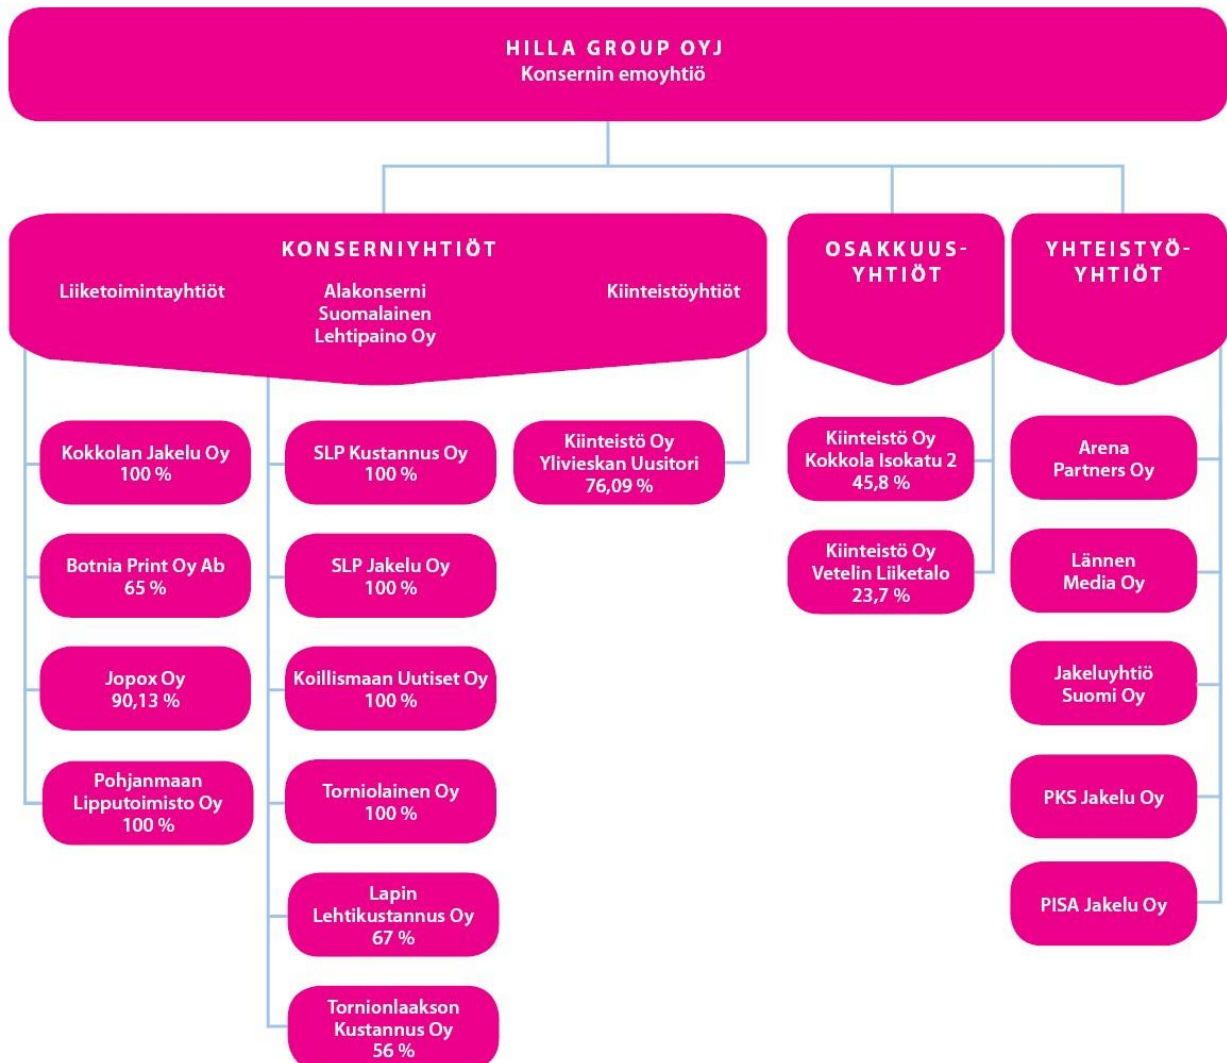 HILLA GROUP OYJ
Konsernin emoyhtiö
KONSERNIYHTIÖT
Liiketoimintayhtiöt
Alakonserni
Suomalainen
Lehtipaino Oy
Kiinteistöyhtiöt
OSAKKUUS-
YHTIÖT
YHTEISTYÖ-
YHTIÖT
Kokkolan Jakelu Oy
100 %
Botnia Print Oy Ab
65 %
Jopox Oy
90,13 %
Pohjanmaan
Lipputoimisto Oy
100 %
SLP Kustannus Oy
100 %
SLP Jakelu Oy
100 %
Koillismaan Uutiset Oy
100 %
Torniolainen Oy
100 %
Lapin
Lehtikustannus Oy
67 %
Tornionlaakson
Kustannus Oy
56 %
Kiinteistö Oy
Ylivieskan Uusitori
76,09 %
Kiinteistö Oy
Kokkola Isokatu 2
45,8 %
Kiinteistö Oy
Vetelin Liiketalo
23,7 %
Arena
Partners Oy
Lännen
Media Oy
Jakeluyhtiö
Suomi Oy
PKS Jakelu Oy
PISA Jakelu Oy